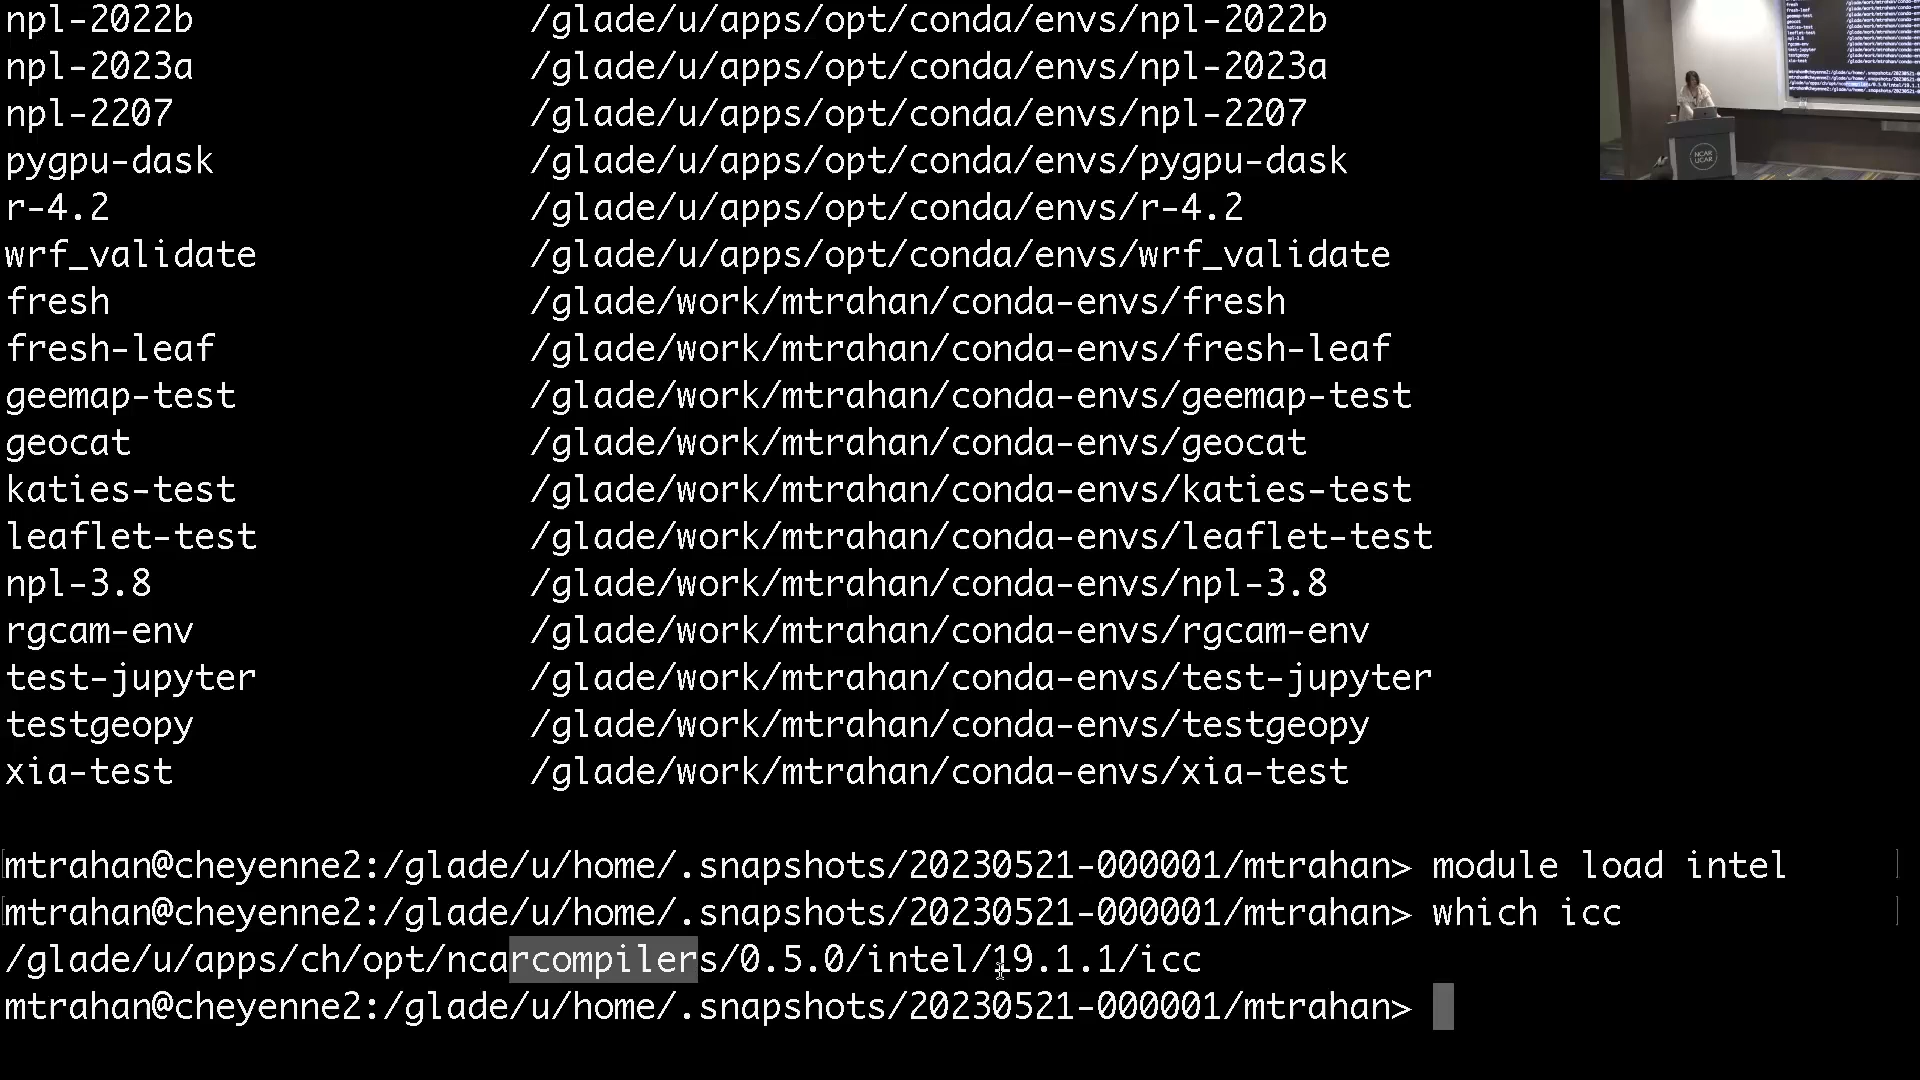 npl-2022b /glade/u/apps/opt/conda/envs/npl-2022b
npl-2023a /glade/u/apps/opt/conda/envs/npl-2023a
npl-2207 /glade/u/apps/opt/conda/envs/npl-2207
pygpu-dask /glade/u/apps/opt/conda/envs/pygpu-dask
r-4.2 /glade/u/apps/opt/conda/envs/r-4.2
wrf_validate /glade/u/apps/opt/conda/envs/wrf_validate
fresh /glade/work/mtrahan/conda-envs/fresh
fresh-leaf /glade/work/mtrahan/conda-envs/fresh-leaf
geemap-test /glade/work/mtrahan/conda-envs/geemap-test
geocat /glade/work/mtrahan/conda-envs/geocat
katies-test /glade/work/mtrahan/conda-envs/katies-test
leaflet-test /glade/work/mtrahan/conda-envs/leaflet-test
npl-3.8 /glade/work/mtrahan/conda-envs/npl-3.8
rgcam-env /glade/work/mtrahan/conda-envs/rgcam-env
test-jupyter /glade/work/mtrahan/conda-envs/test-jupyter
testgeopy /glade/work/mtrahan/conda-envs/testgeopy
xia-test /glade/work/mtrahan/conda-envs/xia-test
mtrahan@cheyenne2:/glade/u/home/.snapshots/20230521-000001/mtrahan> module load intel
mtrahan@cheyenne2:/glade/u/home/.snapshots/20230521-000001/mtrahan> which icc
/glade/u/apps/ch/opt/ncarcompilers/0.5.0/intel/19.1.1/icc
mtrahan@cheyenne2:/glade/u/home/.snapshots/20230521-000001/mtrahan>
NCAR
UCAR